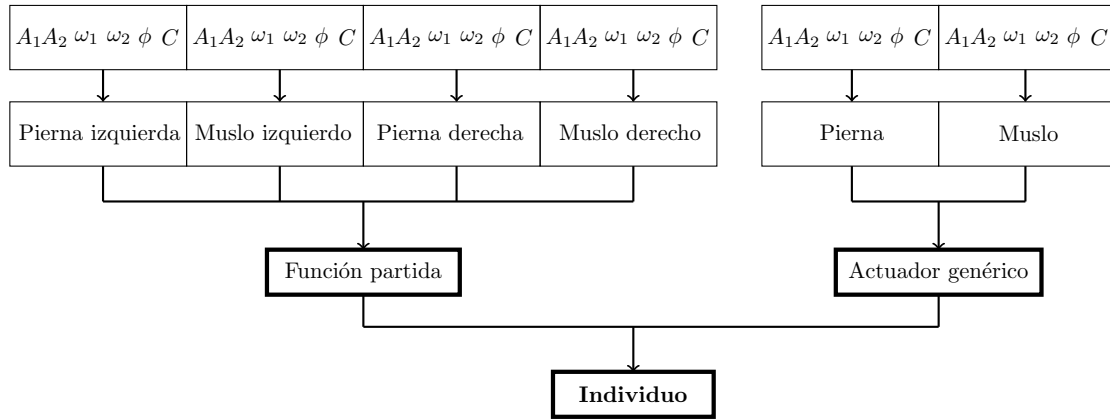 A₁A₂ ω₁ ω₂ ϕ C A₁A₂ ω₁ ω₂ ϕ C A₁A₂ ω₁ ω₂ ϕ C A₁A₂ ω₁ ω₂ ϕ C A₁A₂ ω₁ ω₂ ϕ C A₁A₂ ω₁ ω₂ ϕ C
Pierna izquierda Muslo izquierdo Pierna derecha Muslo derecho Pierna Muslo
Función partida Actuador genérico
Individuo